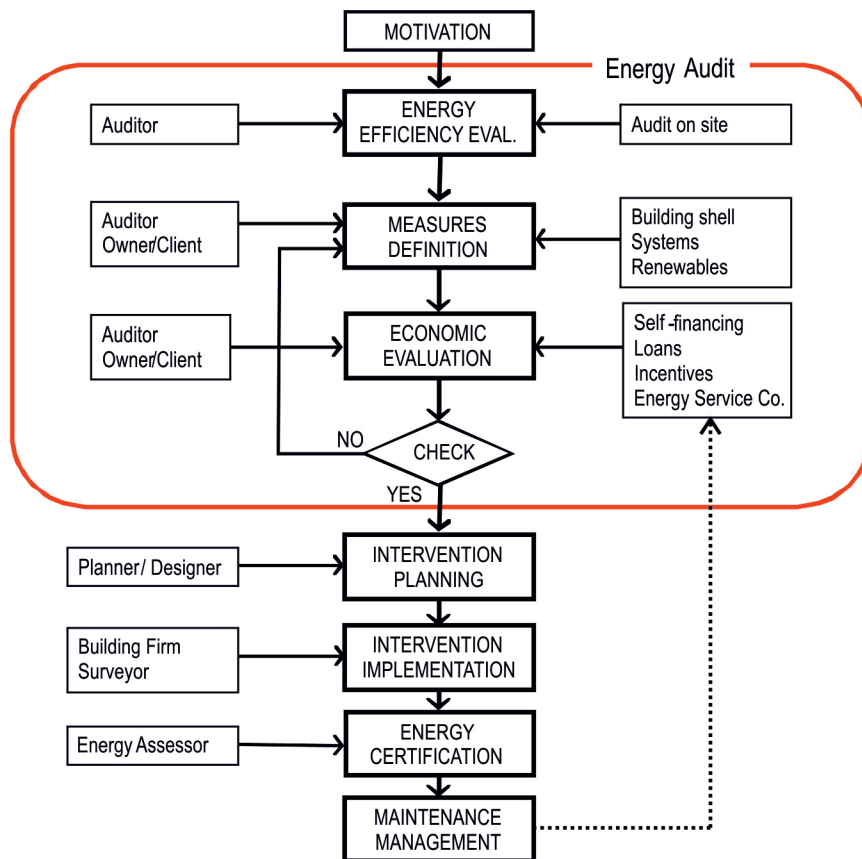 MOTIVATION
Energy Audit
Auditor
ENERGY
EFFICIENCY EVAL.
Audit on site
Auditor
Owner/Client
MEASURES
DEFINITION
Building shell
Systems
Renewables
Auditor
Owner/Client
ECONOMIC
EVALUATION
Self-financing
Loans
Incentives
Energy Service Co.
NO
CHECK
YES
Planner/ Designer
INTERVENTION
PLANNING
Building Firm
Surveyor
INTERVENTION
IMPLEMENTATION
Energy Assessor
ENERGY
CERTIFICATION
MAINTENANCE
MANAGEMENT